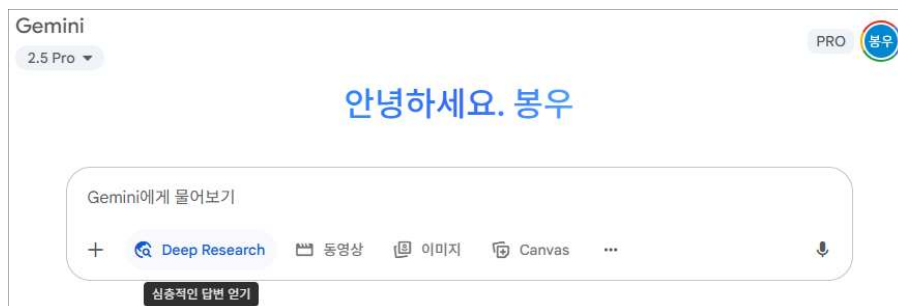 Gemini
2.5 Pro
PRO 봉우
안녕하세요. 봉우
Gemini에게 물어보기
Deep Research 동영상 이미지 Canvas
심층적인 답변 얻기